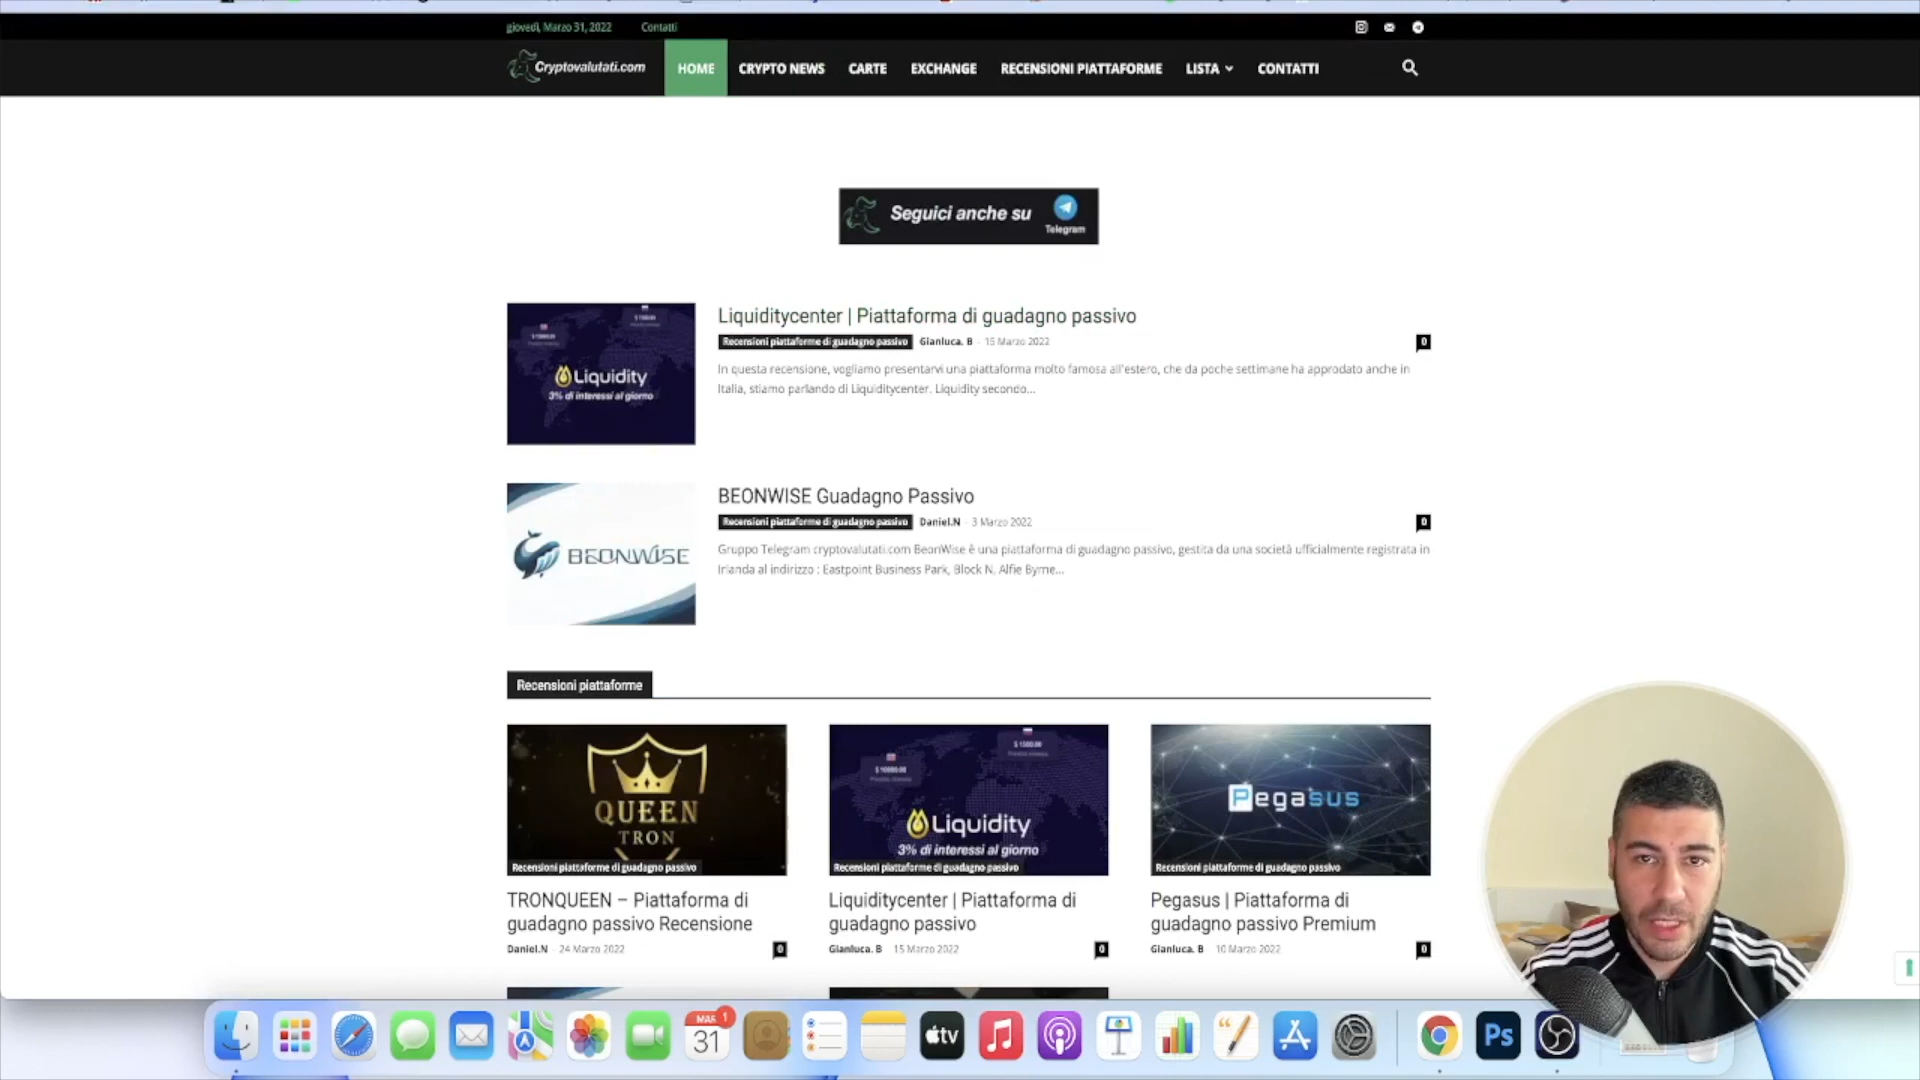 giovedì, Marzo 31, 2022 Contatti
Cryptovalutati.com HOME CRYPTO NEWS CARTE EXCHANGE RECENSIONI PIATTAFORME LISTA CONTATTI
Seguici anche su
Telegram
Liquidity
3% di interessi al giorno
Liquiditycenter | Piattaforma di guadagno passivo
Recensioni piattaforme di guadagno passivo Gianluca. B - 15 Marzo 2022 0
In questa recensione, vogliamo presentarvi una piattaforma molto famosa all'estero, che da poche settimane ha approdato anche in
Italia, stiamo parlando di Liquiditycenter. Liquidity secondo...
BEONWISE
BEONWISE Guadagno Passivo
Recensioni piattaforme di guadagno passivo Daniel.N - 3 Marzo 2022 0
Gruppo Telegram cryptovalutati.com BeonWise è una piattaforma di guadagno passivo, gestita da una società ufficialmente registrata in
Irlanda al indirizzo : Eastpoint Business Park, Block N, Alfie Byrne...
Recensioni piattaforme
QUEEN
TRON
Recensioni piattaforme di guadagno passivo
TRONQUEEN – Piattaforma di
guadagno passivo Recensione
Daniel.N - 24 Marzo 2022 0
Liquidity
3% di interessi al giorno
Recensioni piattaforme di guadagno passivo
Liquiditycenter | Piattaforma di
guadagno passivo
Gianluca. B - 15 Marzo 2022 0
Pegasus
Recensioni piattaforme di guadagno passivo
Pegasus | Piattaforma di
guadagno passivo Premium
Gianluca. B - 10 Marzo 2022 0
MAR 1
31
tv
Ps